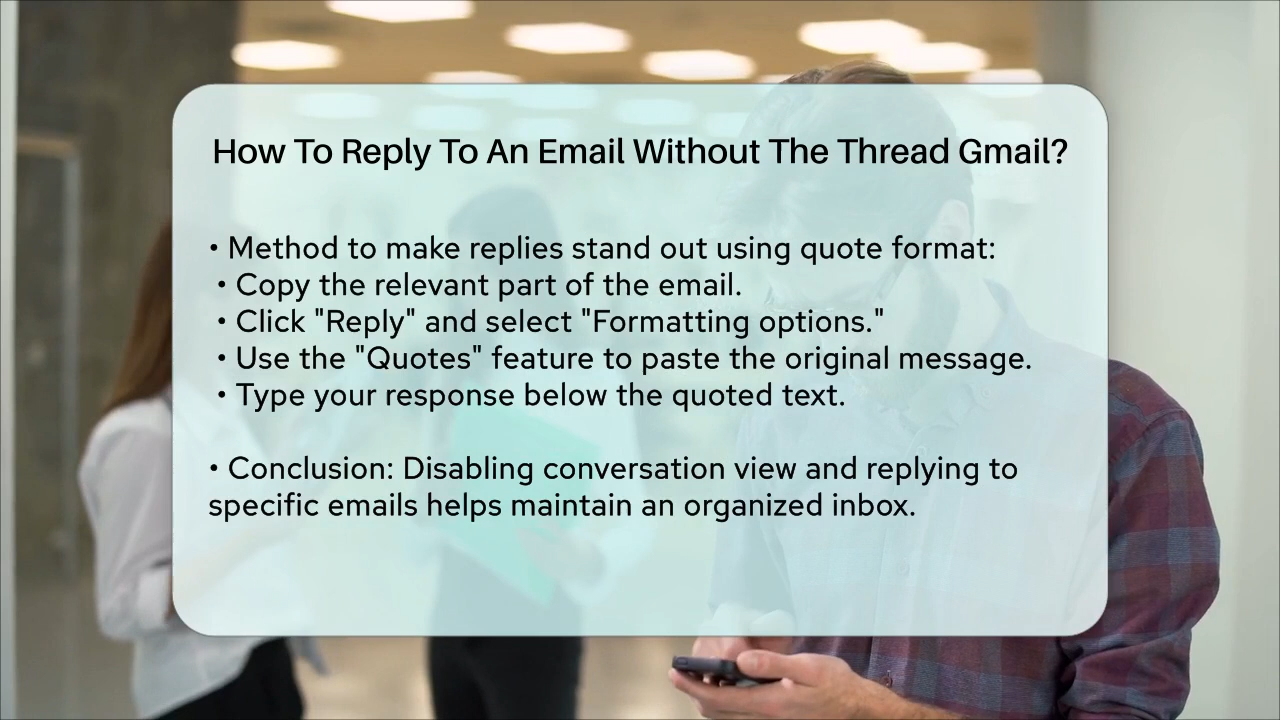 How To Reply To An Email Without The Thread Gmail?
• Method to make replies stand out using quote format:
• Copy the relevant part of the email.
• Click "Reply" and select "Formatting options."
• Use the "Quotes" feature to paste the original message.
• Type your response below the quoted text.
• Conclusion: Disabling conversation view and replying to
specific emails helps maintain an organized inbox.